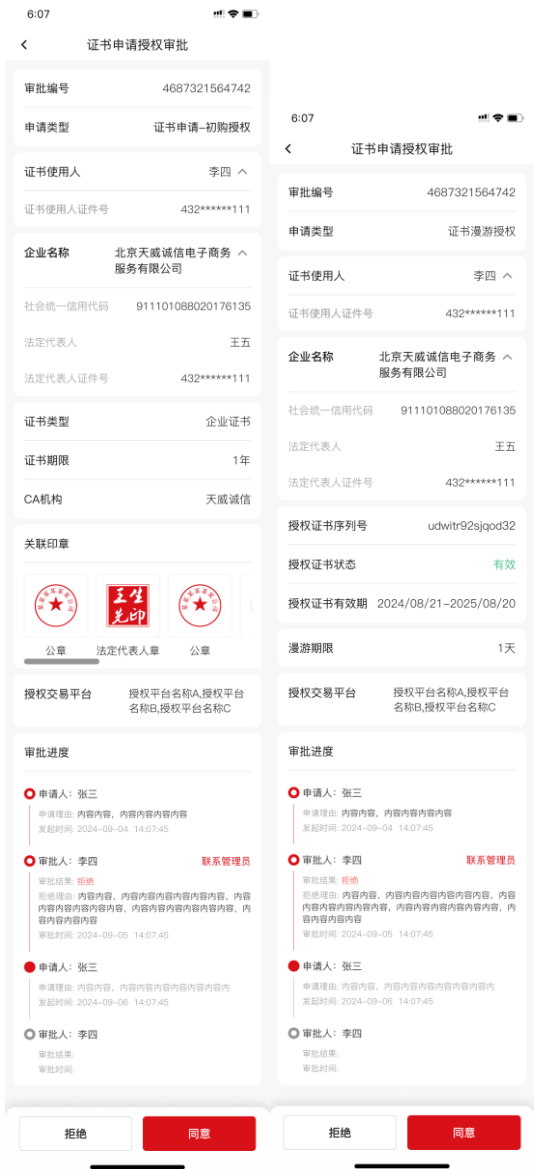 6:07
证书申请授权审批
审批编号 4687321564742
申请类型 证书申请-初购授权
证书使用人 李四
证书使用人证件号 432******111
企业名称 北京天威诚信电子商务
服务有限公司
社会统一信用代码 911101088020176135
法定代表人 王五
法定代表人证件号 432******111
证书类型 企业证书
证书期限 1年
CA机构 天威诚信
关联印章
王生
之印
公章 法定代表人章 公章
授权交易平台 授权平台名称A,授权平台
名称B,授权平台名称C
审批进度
申请人：张三
申请理由: 内容内容，内容内容内容内容
发起时间: 2024-09-04 14:07:45
审批人：李四 联系管理员
审批结果: 拒绝
拒绝理由: 内容内容，内容内容内容内容内容内容，内容
内容内容内容内容内容，内容内容内容内容内容内容，内
容内容内容内容
审批时间: 2024-09-05 14:07:45
申请人：张三
申请理由: 内容内容，内容内容内容内容内容内容内
发起时间: 2024-09-06 14:07:45
审批人：李四
审批结果:
审批时间:
拒绝 同意
6:07
证书申请授权审批
审批编号 4687321564742
申请类型 证书漫游授权
证书使用人 李四
证书使用人证件号 432******111
企业名称 北京天威诚信电子商务
服务有限公司
社会统一信用代码 911101088020176135
法定代表人 王五
法定代表人证件号 432******111
授权证书序列号 udwitr92sjqod32
授权证书状态 有效
授权证书有效期 2024/08/21-2025/08/20
漫游期限 1天
授权交易平台 授权平台名称A,授权平台
名称B,授权平台名称C
审批进度
申请人：张三
申请理由: 内容内容，内容内容内容内容
发起时间: 2024-09-04 14:07:45
审批人：李四 联系管理员
审批结果: 拒绝
拒绝理由: 内容内容，内容内容内容内容内容内容，内容
内容内容内容内容内容，内容内容内容内容内容内容，内
容内容内容内容
审批时间: 2024-09-05 14:07:45
申请人：张三
申请理由: 内容内容，内容内容内容内容内容内容内
发起时间: 2024-09-06 14:07:45
审批人：李四
审批结果:
审批时间:
拒绝 同意